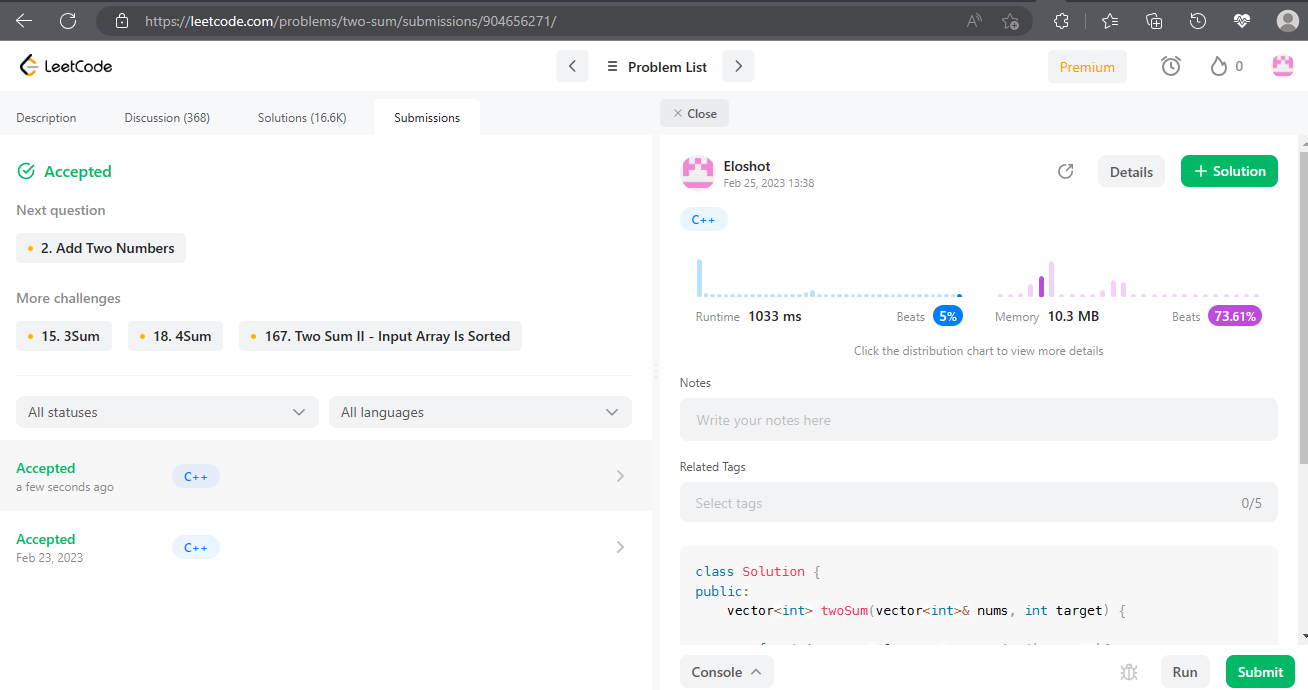 https://leetcode.com/problems/two-sum/submissions/904656271/
LeetCode
Problem List
Premium
0
Description
Discussion (368)
Solutions (16.6K)
Submissions
Close
Accepted
Next question
2. Add Two Numbers
More challenges
15. 3Sum
18. 4Sum
167. Two Sum II - Input Array Is Sorted
All statuses
All languages
Accepted
a few seconds ago
C++
Accepted
Feb 23, 2023
C++
Eloshot
Feb 25, 2023 13:38
Details
+ Solution
C++
Runtime 1033 ms
Beats 5%
Memory 10.3 MB
Beats 73.61%
Click the distribution chart to view more details
Notes
Write your notes here
Related Tags
Select tags
0/5
class Solution {
public:
vector<int> twoSum(vector<int>& nums, int target) {
Console
Run
Submit